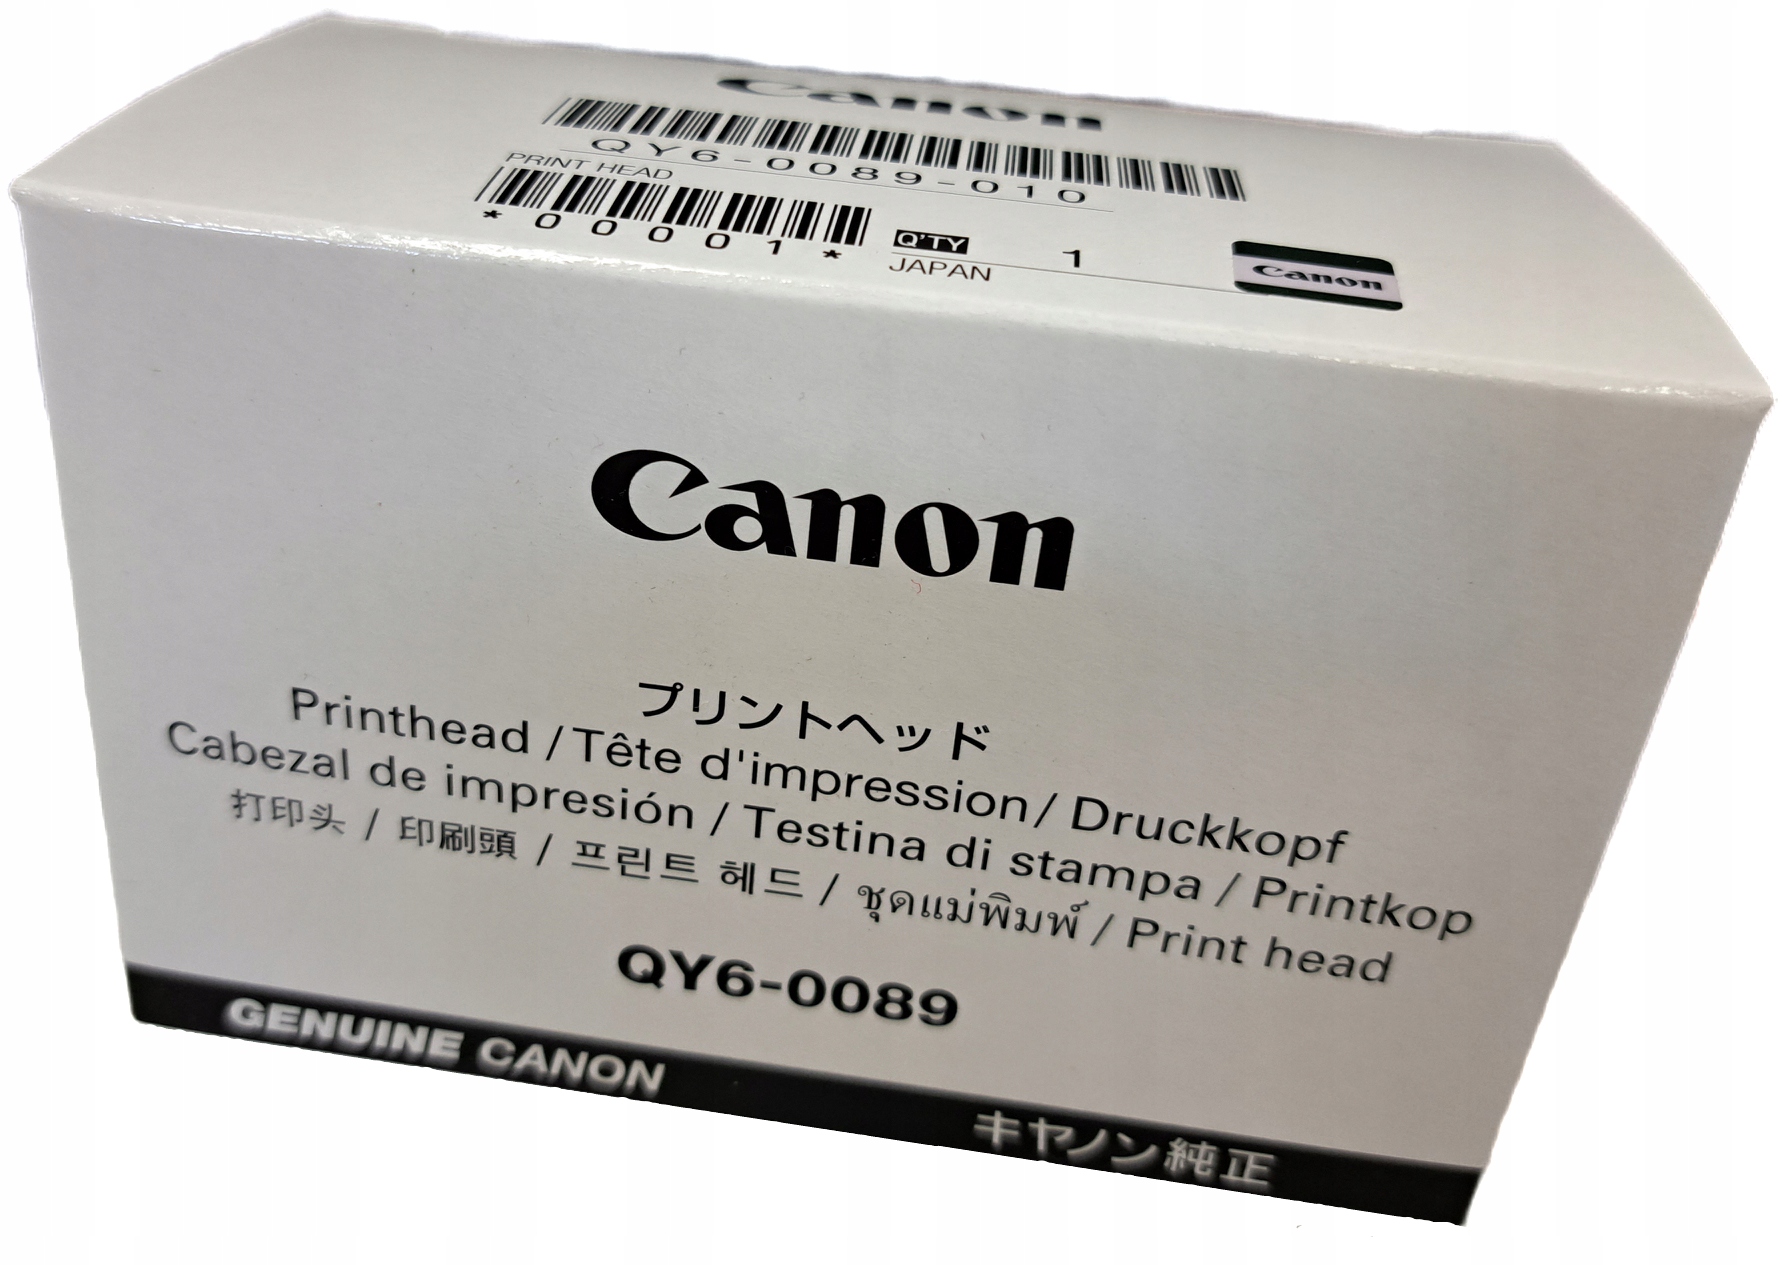 Canon
QY6-0089-010
PRINT HEAD
*00001*
Q'TY 1
JAPAN
Canon
Canon
プリントヘッド
Printhead / Tête d'impression / Druckkopf
Cabezal de impresión / Testina di stampa / Printkop
打印头 / 印刷頭 / 프린트 헤드 / ชุดแม่พิมพ์ / Print head
QY6-0089
GENUINE CANON
キヤノン純正